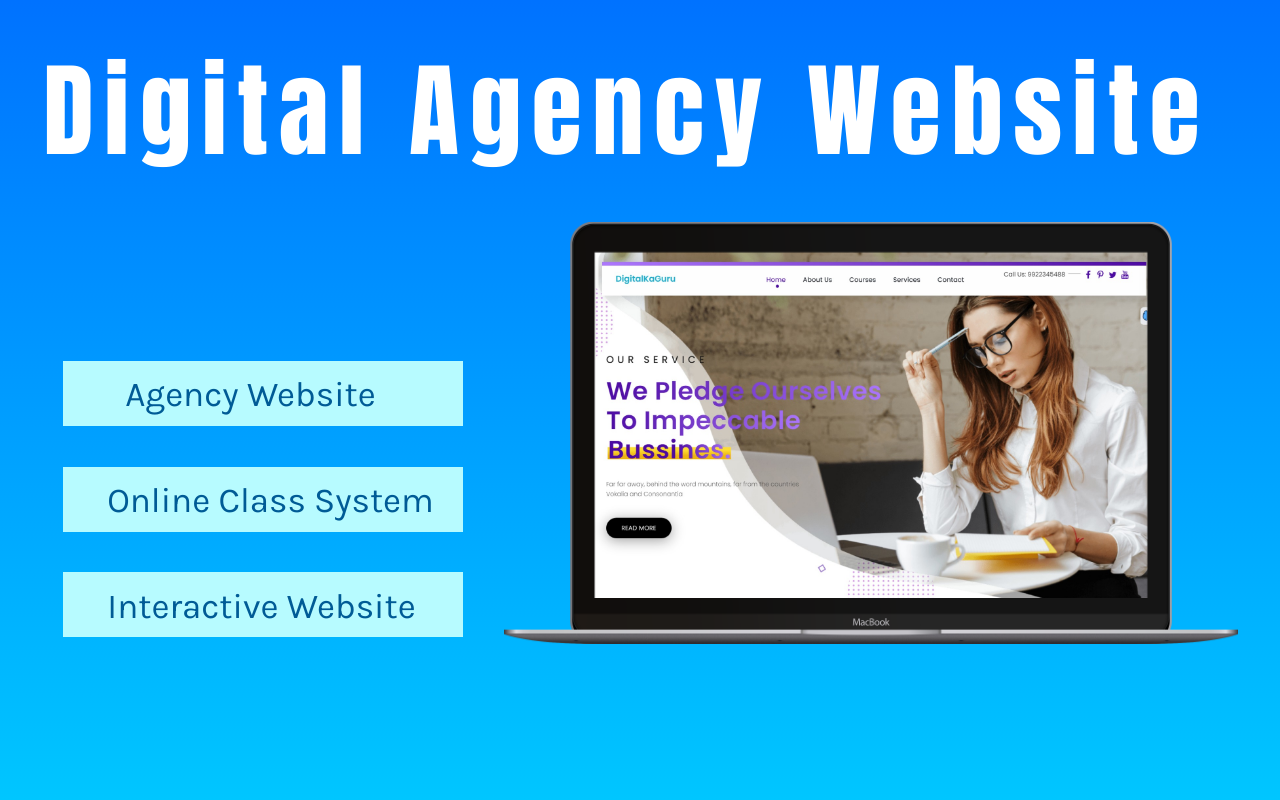 Digital Agency Website
Agency Website
Online Class System
Interactive Website
DigitalKaGuru
Home About Us Courses Services Contact
Call Us: 9922345488
OUR SERVICE
We Pledge Ourselves
To Impeccable
Bussines.
Far far away, behind the word mountains, far from the countries
Vokalia and Consonantia
READ MORE
MacBook